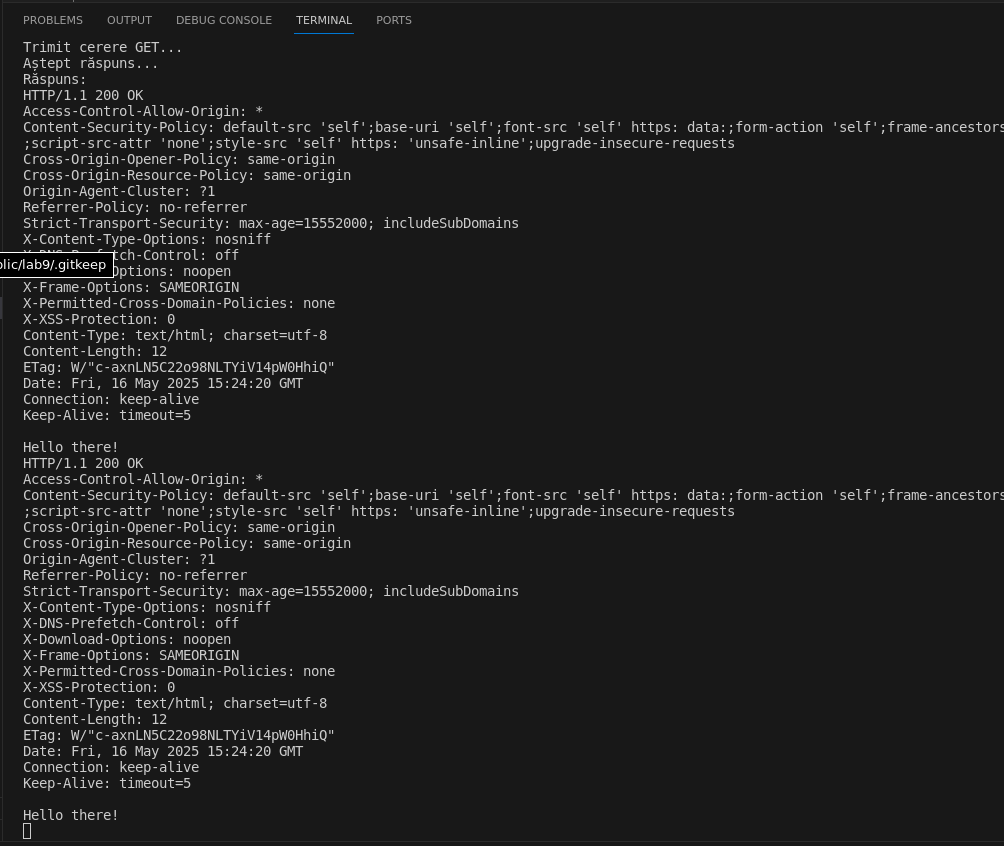 PROBLEMS OUTPUT DEBUG CONSOLE TERMINAL PORTS
Trimit cerere GET...
Aștept răspuns...
Răspuns:
HTTP/1.1 200 OK
Access-Control-Allow-Origin: *
Content-Security-Policy: default-src 'self';base-uri 'self';font-src 'self' https: data:;form-action 'self';frame-ancestors
;script-src-attr 'none';style-src 'self' https: 'unsafe-inline';upgrade-insecure-requests
Cross-Origin-Opener-Policy: same-origin
Cross-Origin-Resource-Policy: same-origin
Origin-Agent-Cluster: ?1
Referrer-Policy: no-referrer
Strict-Transport-Security: max-age=15552000; includeSubDomains
X-Content-Type-Options: nosniff
X-DNS-Prefetch-Control: off
blic/lab9/.gitkeep
Options: noopen
X-Frame-Options: SAMEORIGIN
X-Permitted-Cross-Domain-Policies: none
X-XSS-Protection: 0
Content-Type: text/html; charset=utf-8
Content-Length: 12
ETag: W/"c-axnLN5C22o98NLTYiV14pW0HhiQ"
Date: Fri, 16 May 2025 15:24:20 GMT
Connection: keep-alive
Keep-Alive: timeout=5
Hello there!
HTTP/1.1 200 OK
Access-Control-Allow-Origin: *
Content-Security-Policy: default-src 'self';base-uri 'self';font-src 'self' https: data:;form-action 'self';frame-ancestors
;script-src-attr 'none';style-src 'self' https: 'unsafe-inline';upgrade-insecure-requests
Cross-Origin-Opener-Policy: same-origin
Cross-Origin-Resource-Policy: same-origin
Origin-Agent-Cluster: ?1
Referrer-Policy: no-referrer
Strict-Transport-Security: max-age=15552000; includeSubDomains
X-Content-Type-Options: nosniff
X-DNS-Prefetch-Control: off
X-Download-Options: noopen
X-Frame-Options: SAMEORIGIN
X-Permitted-Cross-Domain-Policies: none
X-XSS-Protection: 0
Content-Type: text/html; charset=utf-8
Content-Length: 12
ETag: W/"c-axnLN5C22o98NLTYiV14pW0HhiQ"
Date: Fri, 16 May 2025 15:24:20 GMT
Connection: keep-alive
Keep-Alive: timeout=5
Hello there!